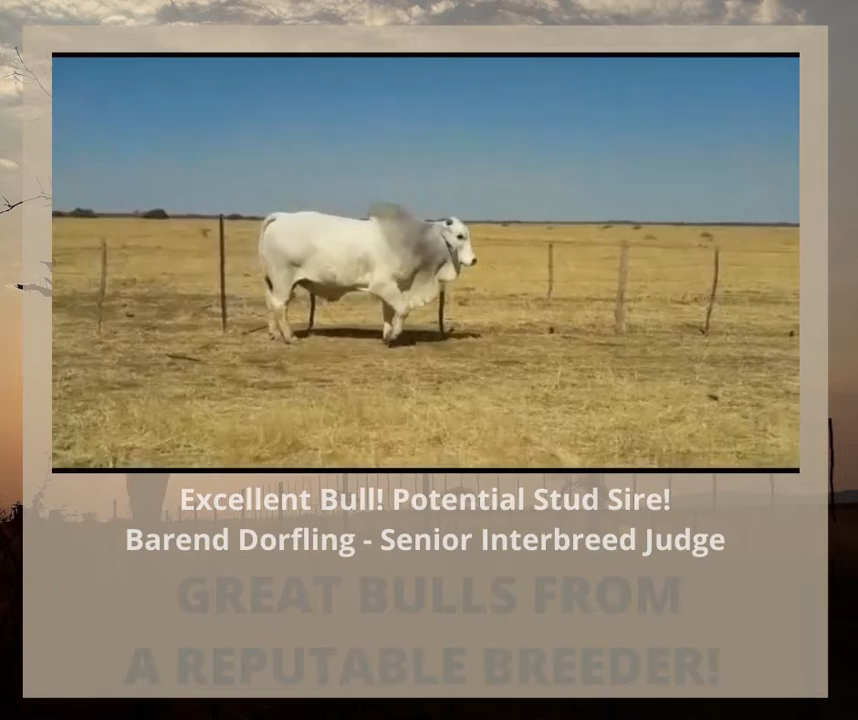 Excellent Bull! Potential Stud Sire!
Barend Dorfling - Senior Interbreed Judge
GREAT BULLS FROM
A REPUTABLE BREEDER!